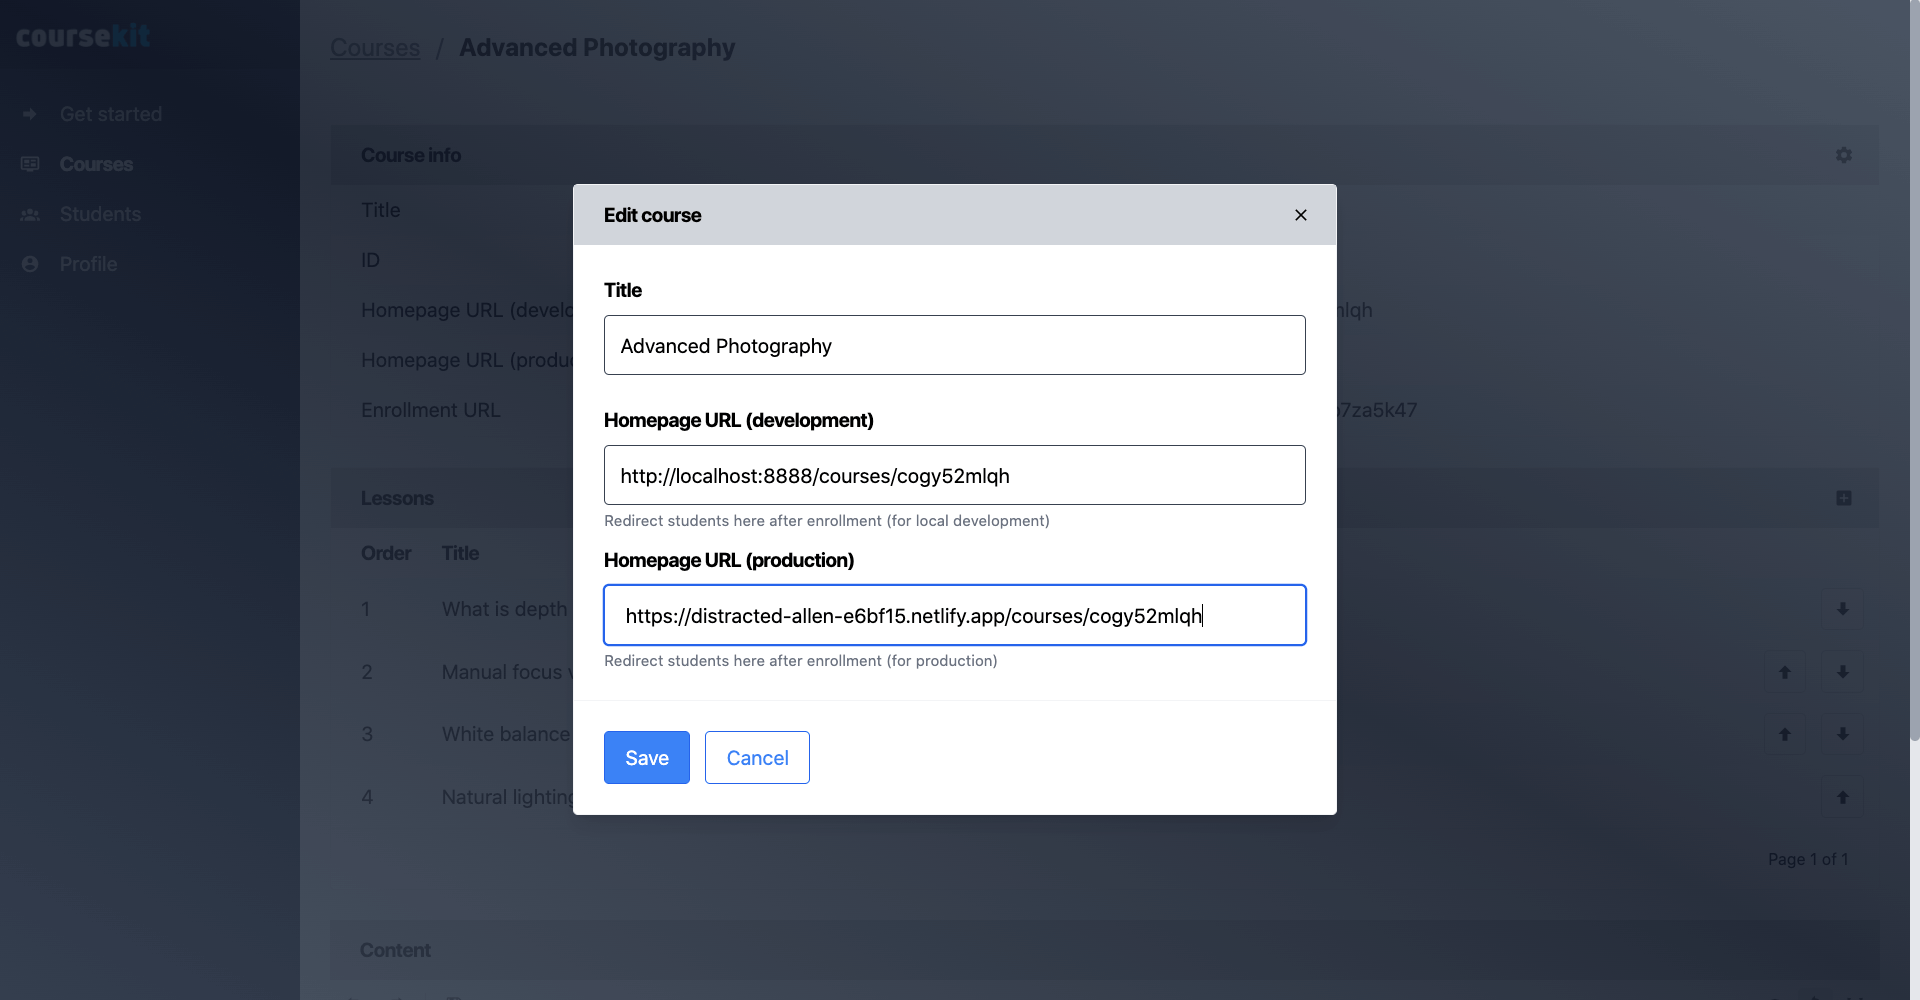 coursekit
Get started
Courses
Students
Profile
Courses / Advanced Photography
Course info
Title
ID
Homepage URL (develo
mlqh
Homepage URL (produ
Enrollment URL
7za5k47
Lessons
Order Title
1 What is depth
2 Manual focus
3 White balance
4 Natural lighting
Page 1 of 1
Content
Edit course
Title
Advanced Photography
Homepage URL (development)
http://localhost:8888/courses/cogy52mlqh
Redirect students here after enrollment (for local development)
Homepage URL (production)
https://distracted-allen-e6bf15.netlify.app/courses/cogy52mlqh
Redirect students here after enrollment (for production)
Save
Cancel